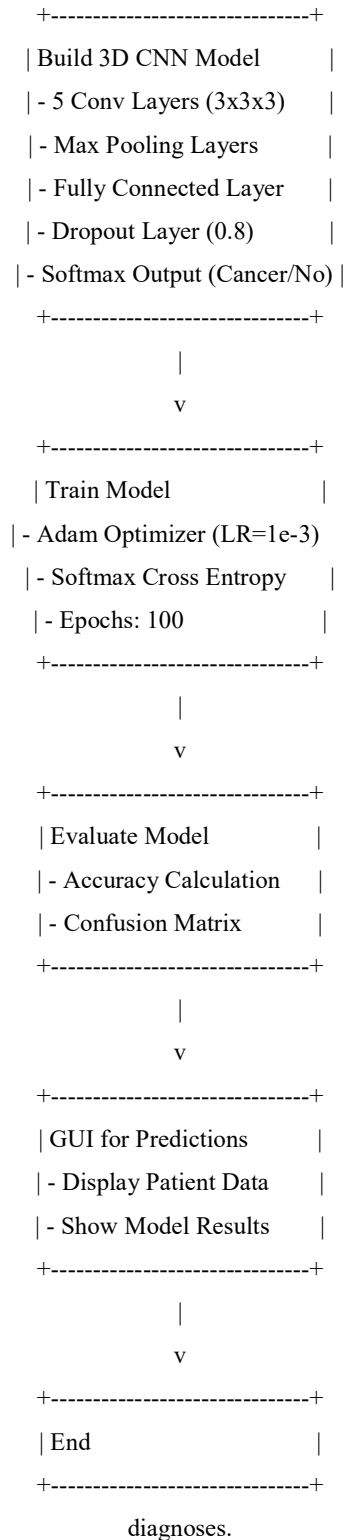 +-------------------------------+
| Build 3D CNN Model |
| - 5 Conv Layers (3x3x3) |
| - Max Pooling Layers |
| - Fully Connected Layer |
| - Dropout Layer (0.8) |
| - Softmax Output (Cancer/No) |
+-------------------------------+
|
v
+-------------------------------+
| Train Model |
| - Adam Optimizer (LR=1e-3)
| - Softmax Cross Entropy |
| - Epochs: 100 |
+-------------------------------+
|
v
+-------------------------------+
| Evaluate Model |
| - Accuracy Calculation |
| - Confusion Matrix |
+-------------------------------+
|
v
+-------------------------------+
| GUI for Predictions |
| - Display Patient Data |
| - Show Model Results |
+-------------------------------+
|
v
+-------------------------------+
| End |
+-------------------------------+
diagnoses.